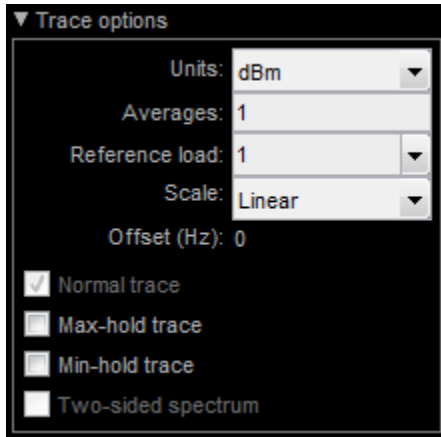 Trace options
Units: dBm
Averages: 1
Reference load: 1
Scale: Linear
Offset (Hz): 0
Normal trace
Max-hold trace
Min-hold trace
Two-sided spectrum